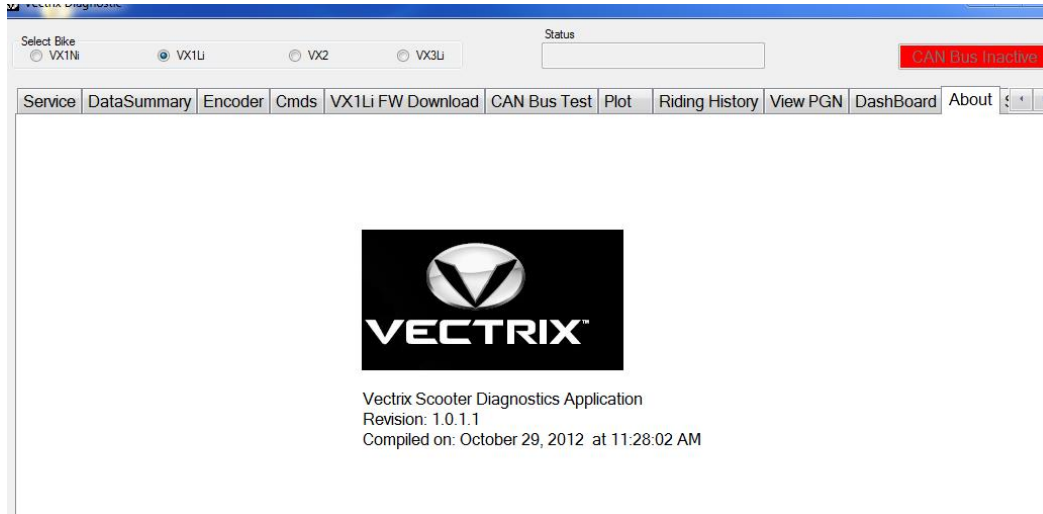 Vectrix Diagnostic
Select Bike
Status
VX1Ni VX1Li VX2 VX3Li
CAN Bus Inactive
Service DataSummary Encoder Cmds VX1Li FW Download CAN Bus Test Plot Riding History View PGN DashBoard About
VECTRIX™
Vectrix Scooter Diagnostics Application
Revision: 1.0.1.1
Compiled on: October 29, 2012 at 11:28:02 AM